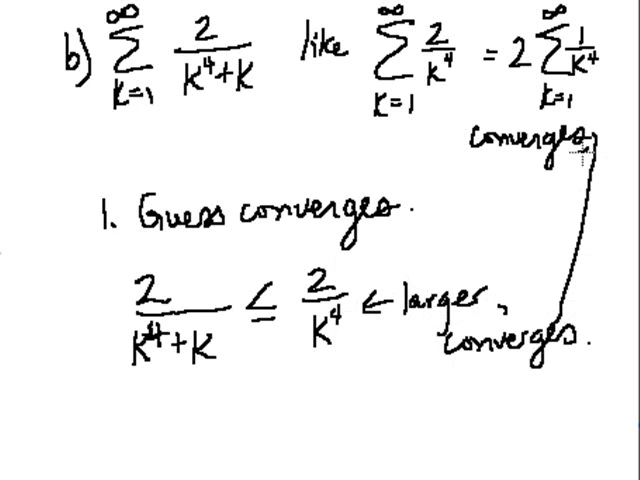 b) ∞∑K=1 2/(K⁴+K) like ∞∑K=1 2/K⁴ = 2 ∞∑K=1 1/K⁴
converges,
1. Guess converges.
2/(K⁴+K) ≤ 2/K⁴ ← larger,
converges.